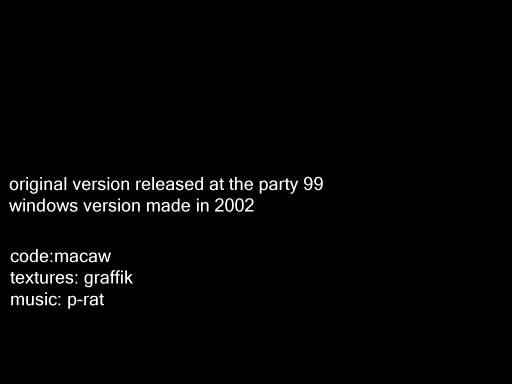 original version released at the party 99
windows version made in 2002
code:macaw
textures: graffik
music: p-rat